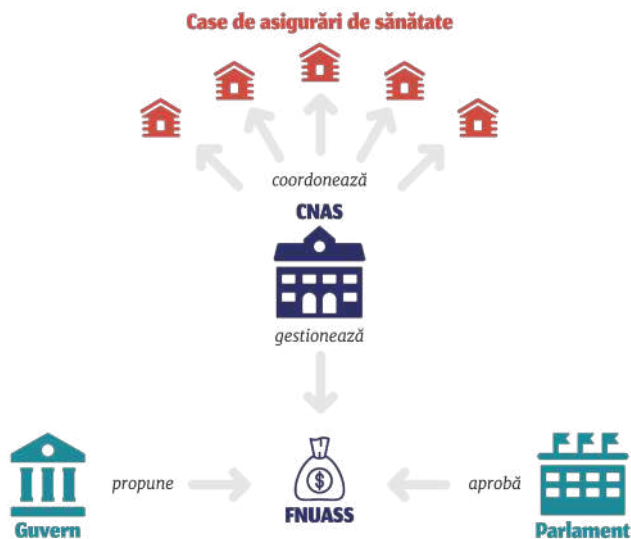 Case de asigurări de sănătate
coordonează
CNAS
gestionează
propune
aprobă
$
Guvern
FNUASS
Parlament